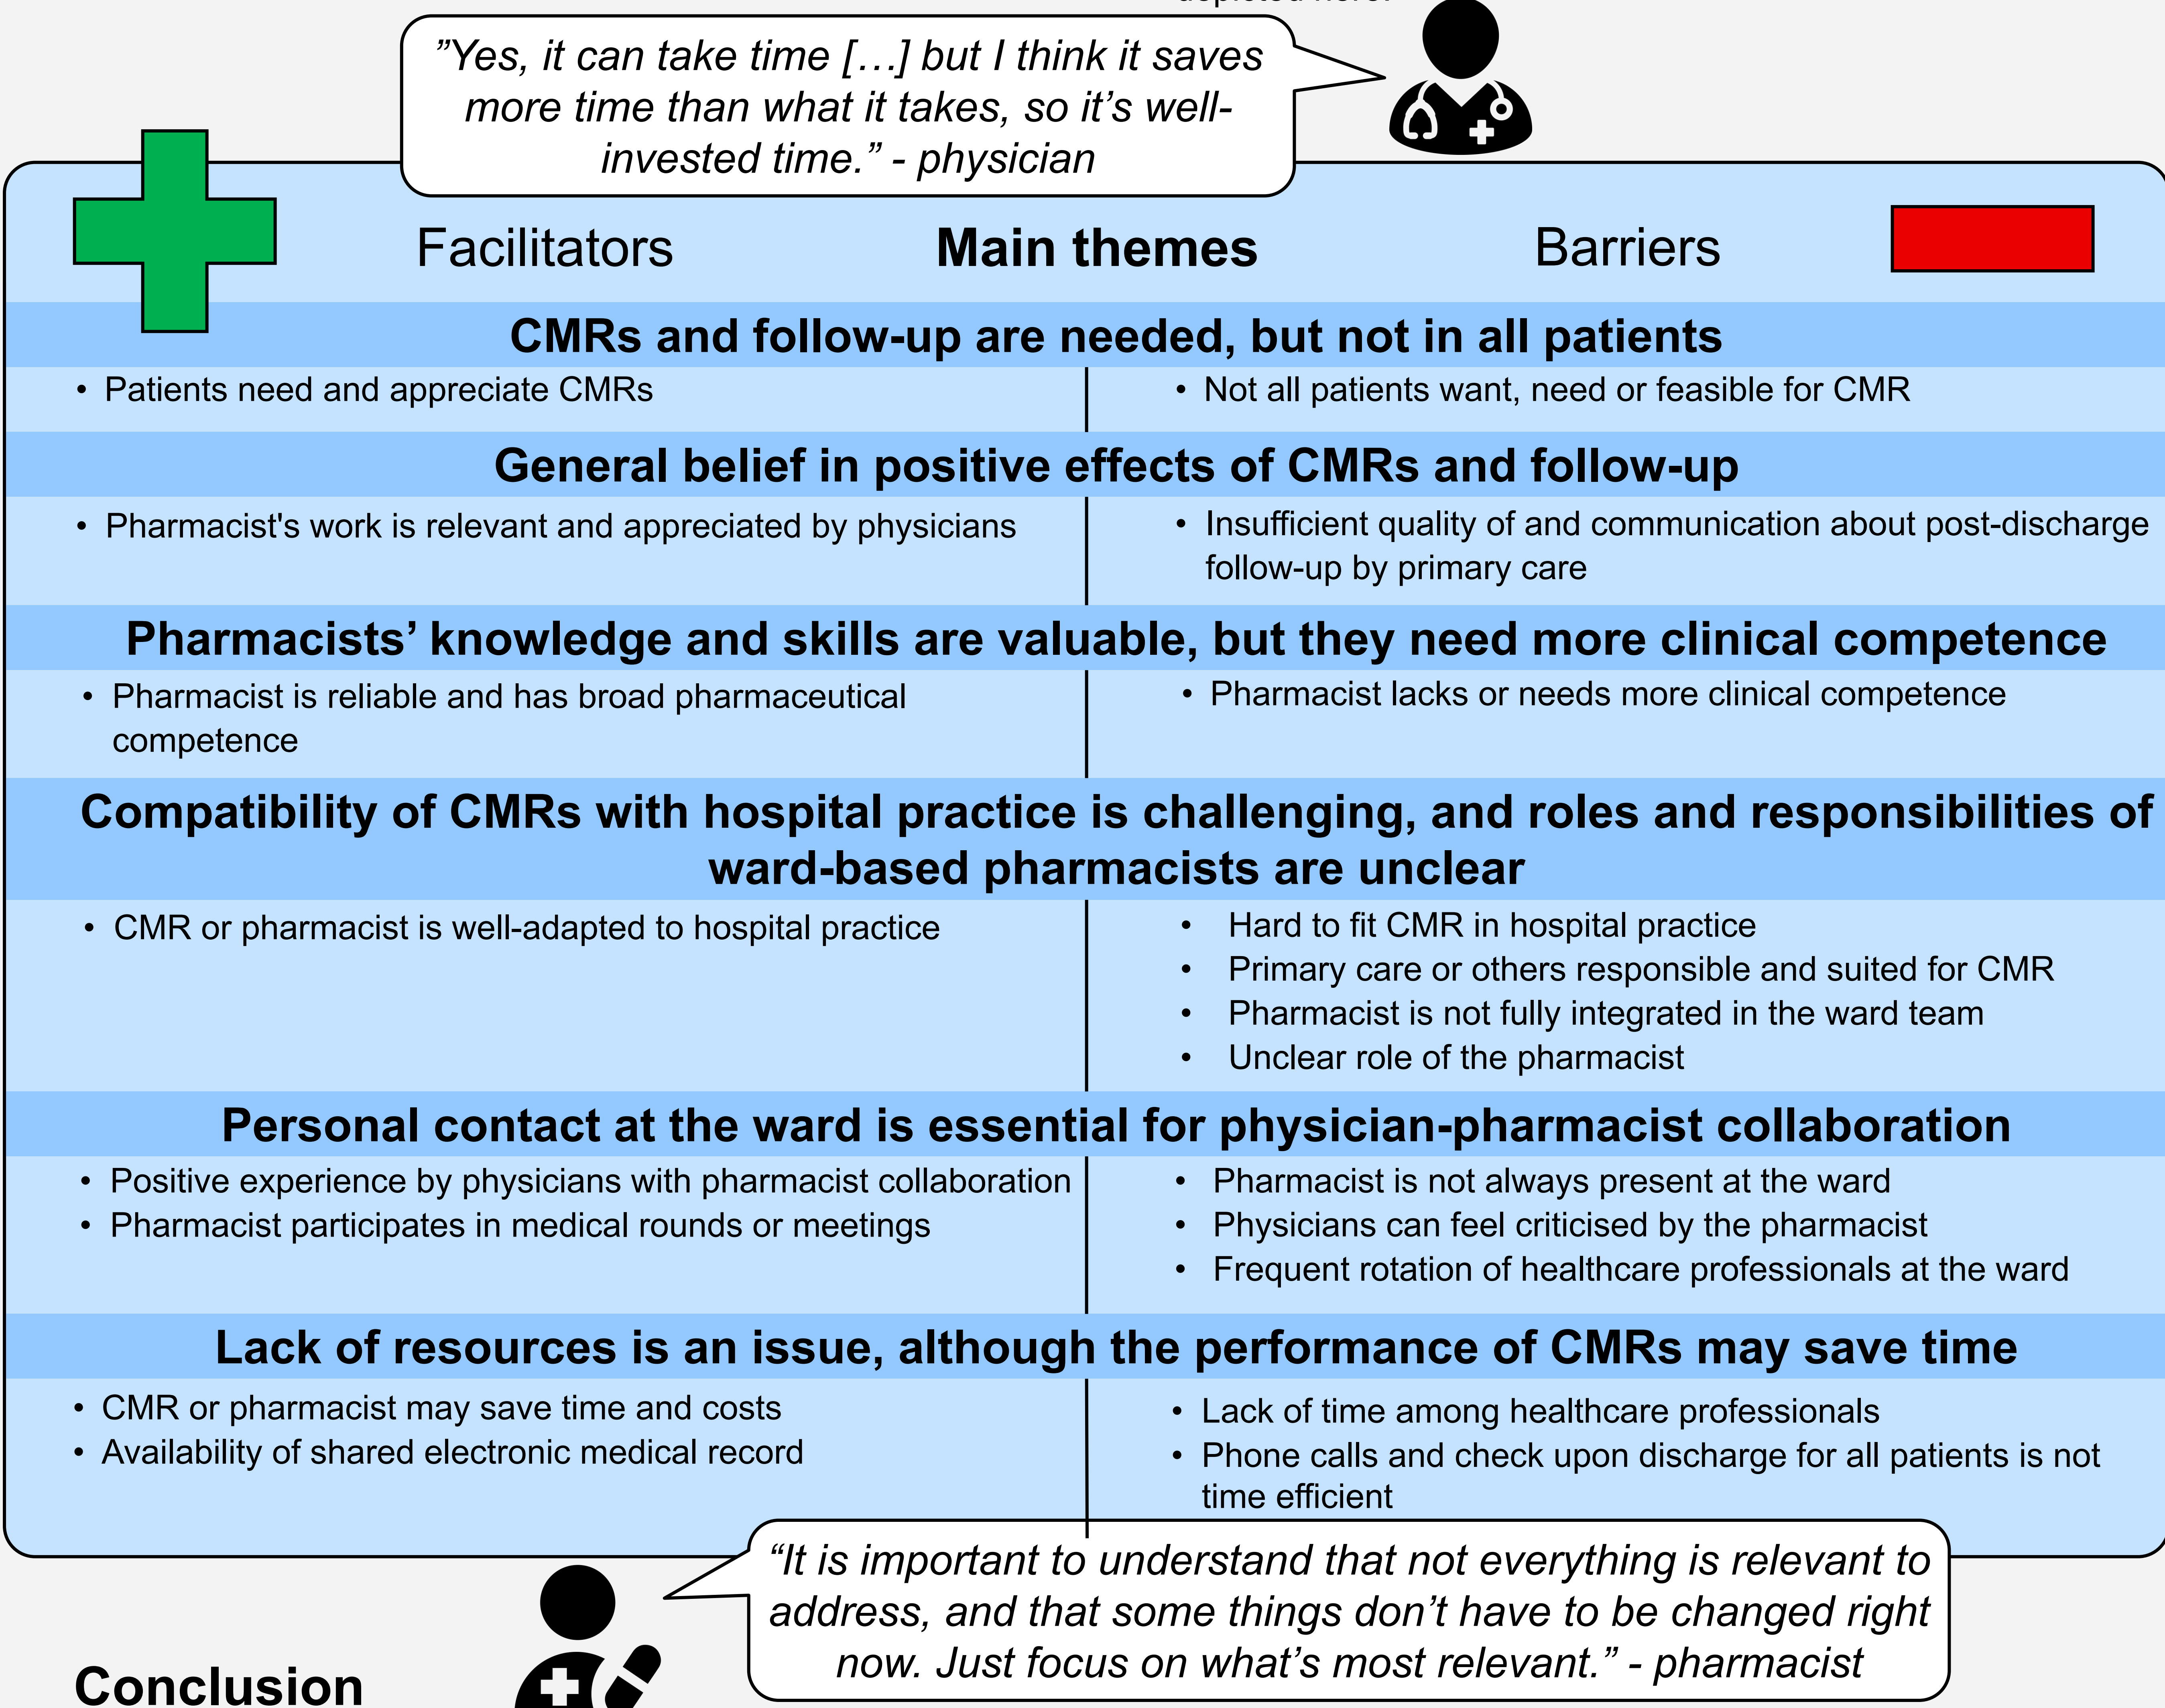 depicted here.
”Yes, it can take time […] but I think it saves
more time than what it takes, so it’s well-
invested time.” - physician
Facilitators
Main themes
Barriers
CMRs and follow-up are needed, but not in all patients
• Patients need and appreciate CMRs
• Not all patients want, need or feasible for CMR
General belief in positive effects of CMRs and follow-up
• Pharmacist's work is relevant and appreciated by physicians
• Insufficient quality of and communication about post-discharge
follow-up by primary care
Pharmacists’ knowledge and skills are valuable, but they need more clinical competence
• Pharmacist is reliable and has broad pharmaceutical
competence
• Pharmacist lacks or needs more clinical competence
Compatibility of CMRs with hospital practice is challenging, and roles and responsibilities of
ward-based pharmacists are unclear
• CMR or pharmacist is well-adapted to hospital practice
• Hard to fit CMR in hospital practice
• Primary care or others responsible and suited for CMR
• Pharmacist is not fully integrated in the ward team
• Unclear role of the pharmacist
Personal contact at the ward is essential for physician-pharmacist collaboration
• Positive experience by physicians with pharmacist collaboration
• Pharmacist participates in medical rounds or meetings
• Pharmacist is not always present at the ward
• Physicians can feel criticised by the pharmacist
• Frequent rotation of healthcare professionals at the ward
Lack of resources is an issue, although the performance of CMRs may save time
• CMR or pharmacist may save time and costs
• Availability of shared electronic medical record
• Lack of time among healthcare professionals
• Phone calls and check upon discharge for all patients is not
time efficient
“It is important to understand that not everything is relevant to
address, and that some things don’t have to be changed right
now. Just focus on what’s most relevant.” - pharmacist
Conclusion